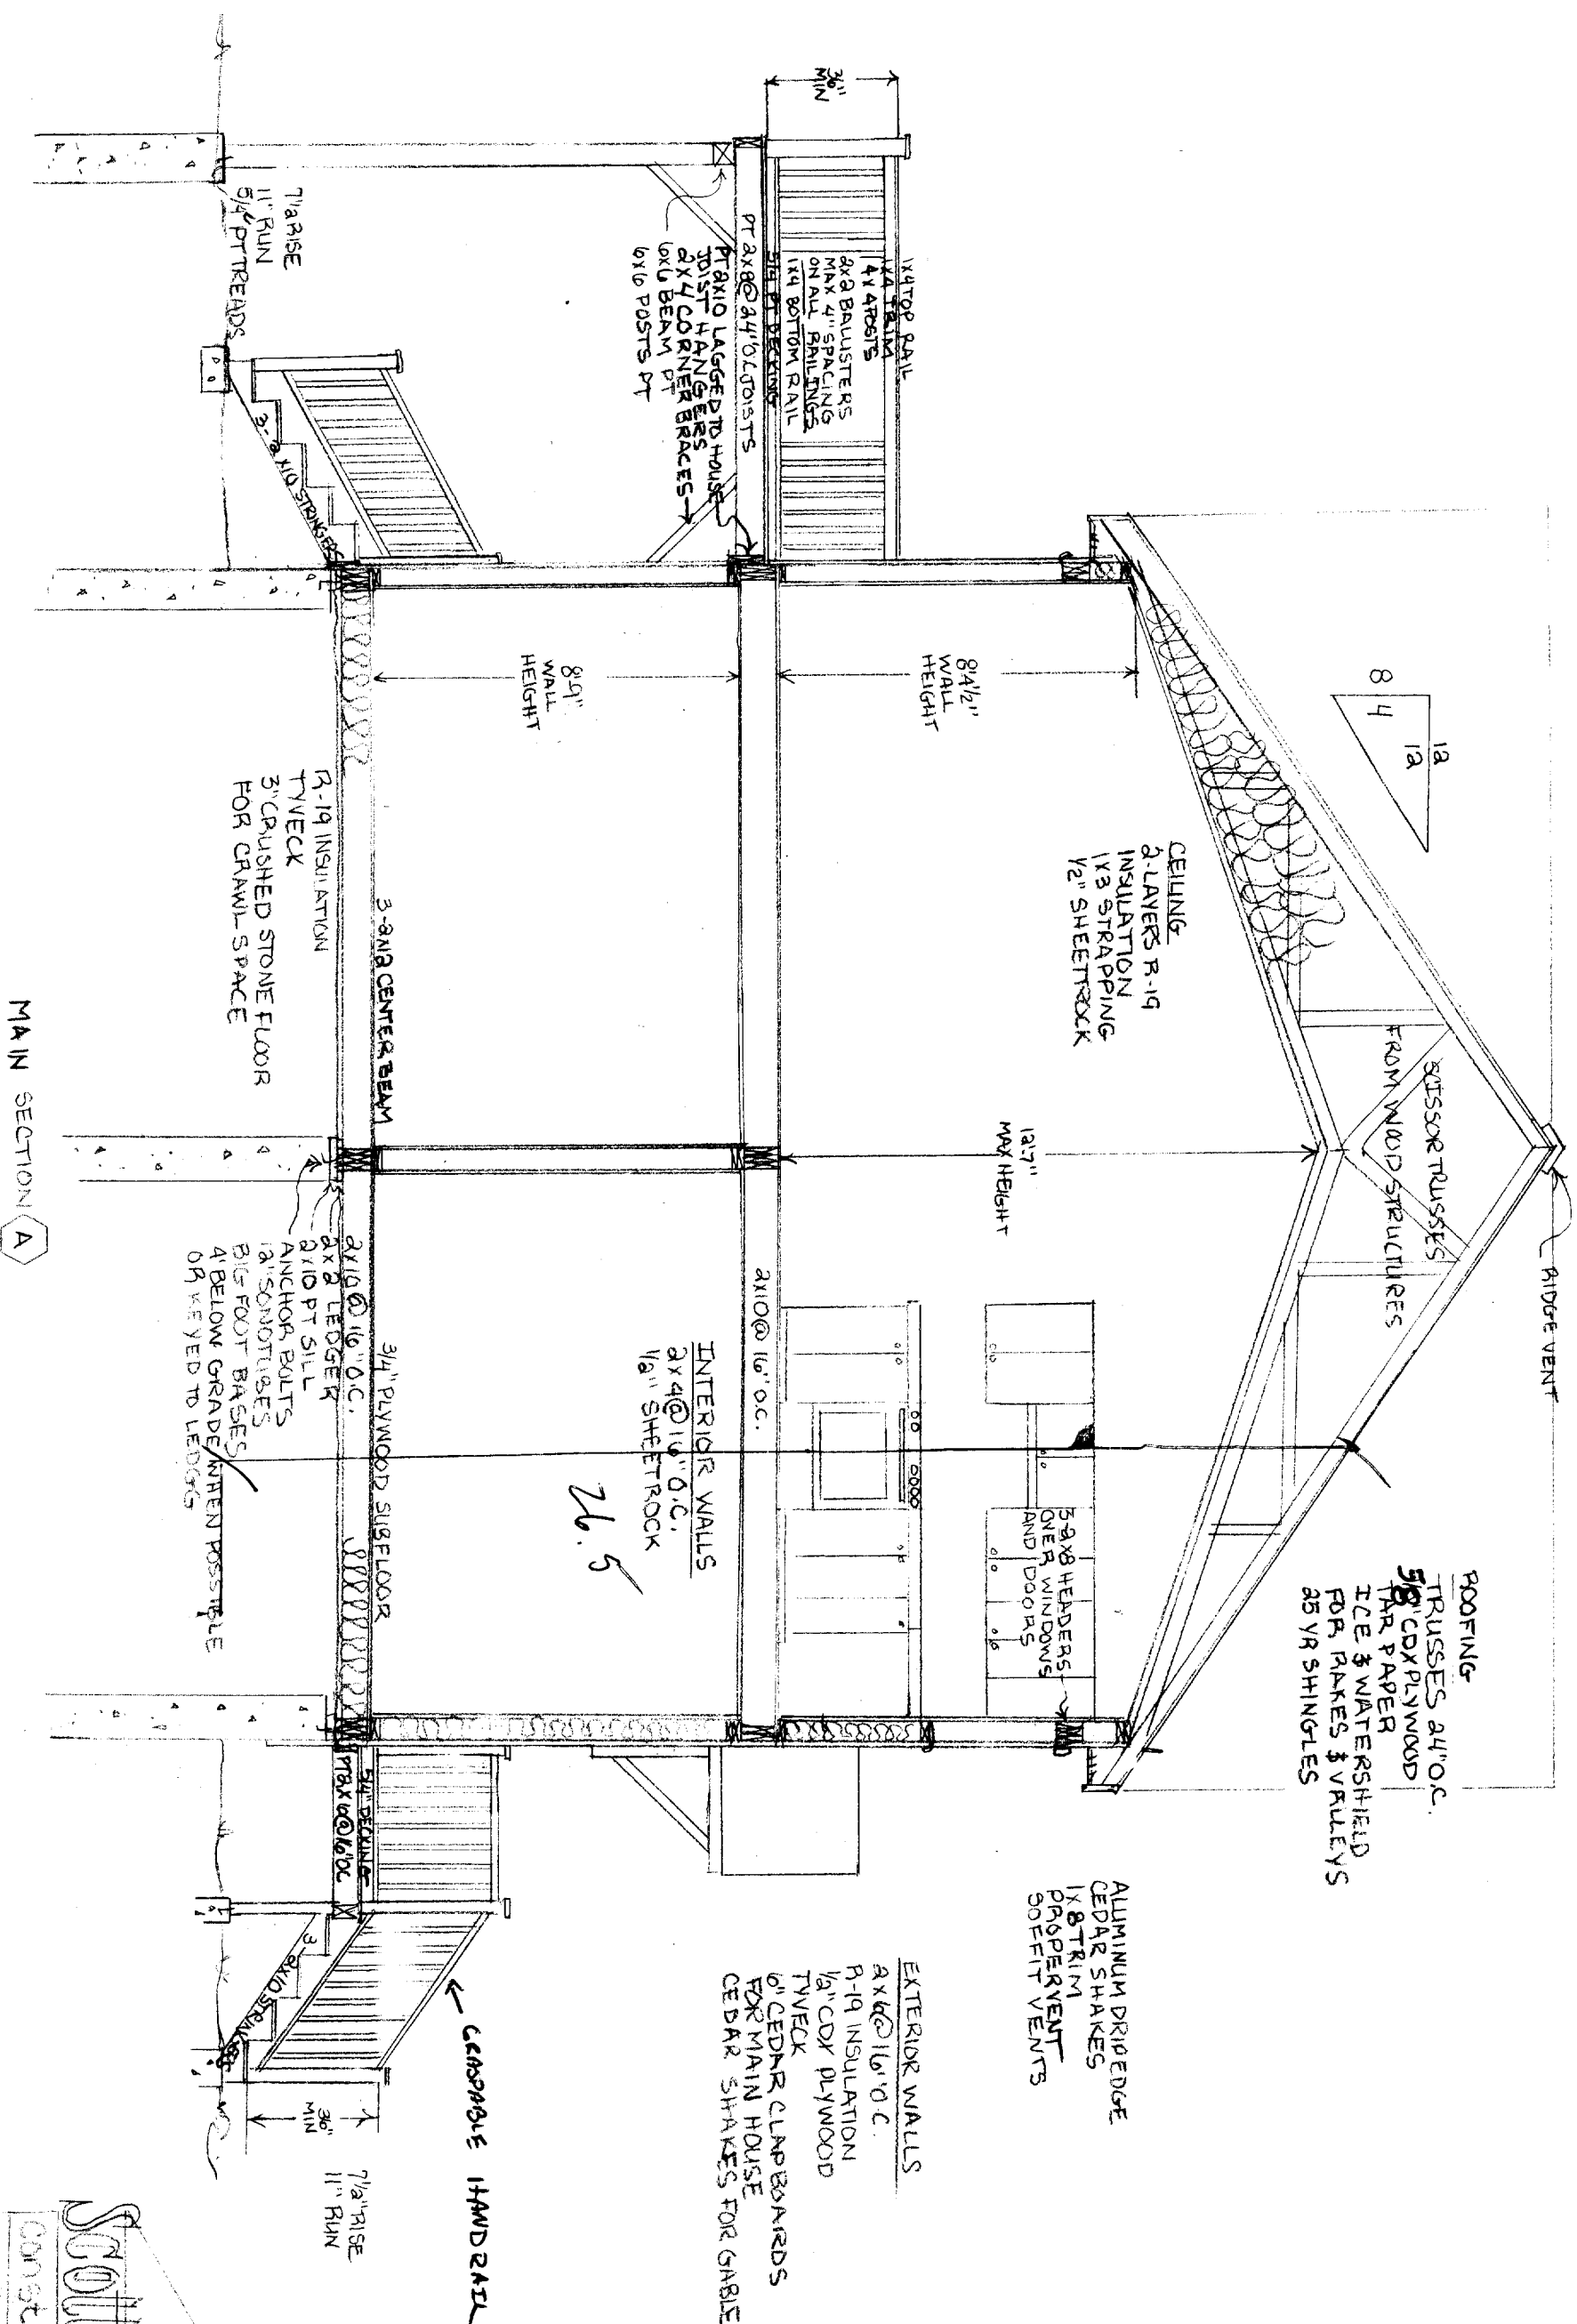 RIDGE VENT
SCISSOR TRUSSES
FROM WOOD STRUCTURES
12
12
8 4
ROOFING
TRUSSES 24" O.C.
5/8" CDX PLYWOOD
TAR PAPER
ICE & WATERSHIELD
FOR RAKES & VALLEYS
25 YR SHINGLES
CEILING
2-LAYERS R-19
INSULATION
1X3 STRAPPING
1/2" SHEETROCK
ALUMINUM DRIPEDGE
CEDAR SHAKES
1X8 TRIM
PROPERVENT
SOFFIT VENTS
36"
MIN
1X4 TOP RAIL
1X4 TRIM
4X4 POSTS
2X2 BALLISTERS
MAX 4" SPACING
ON ALL RAILINGS
1X4 BOTTOM RAIL
5/4 PT DECKING
PT 2X8@24"O.C. JOISTS
PT 2X10 LAGGED TO HOUSE
JOIST HANGERS
2X4 CORNER BRACES
6X6 BEAM PT
6X6 POSTS PT
8'4 1/2"
WALL
HEIGHT
12'7"
MAX HEIGHT
3-2X8 HEADERS
OVER WINDOWS
AND DOORS
EXTERIOR WALLS
2X6@16" O.C.
R-19 INSULATION
1/2" CDX PLYWOOD
TYVECK
6" CEDAR CLAPBOARDS
FOR MAIN HOUSE
CEDAR SHAKES FOR GABLE
2X10@ 16" O.C.
8'-9"
WALL
HEIGHT
INTERIOR WALLS
2X4@16" O.C.
1/2" SHEETROCK
26.5
GRASPABLE HANDRAIL
7 1/2 RISE
11" RUN
5/4" PT TREADS
3-2X10 STRINGERS
3-2X12 CENTER BEAM
3/4" PLYWOOD SUBFLOOR
5/4" DECKING
PT 2X6@16"OC
3-2X10 STRINGERS
36"
MIN
7 1/2" RISE
11" RUN
R-19 INSULATION
TYVECK
3" CRUSHED STONE FLOOR
FOR CRAWL-SPACE
2X10@ 16" O.C.
2X2 LEDGER
2X10 PT SILL
ANCHOR BOLTS
12" SONOTUBES
BIG FOOT BASES
4' BELOW GRADE WHEN POSSIBLE
OR KEYED TO LEDGE
MAIN SECTION A
Const